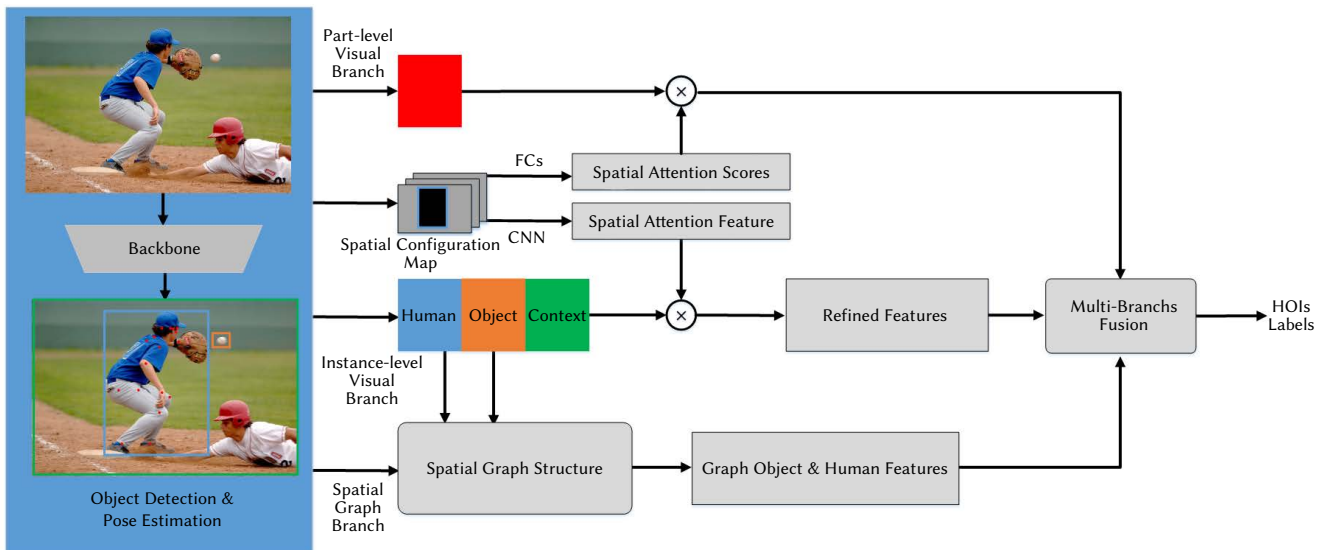 Part-level
Visual
Branch
FCs
Spatial Attention Scores
Spatial Attention Feature
CNN
Spatial Configuration
Map
Backbone
Human
Object
Context
Refined Features
Multi-Branchs
Fusion
HOIs
Labels
Instance-level
Visual
Branch
Spatial Graph Structure
Graph Object & Human Features
Spatial
Graph
Branch
Object Detection &
Pose Estimation